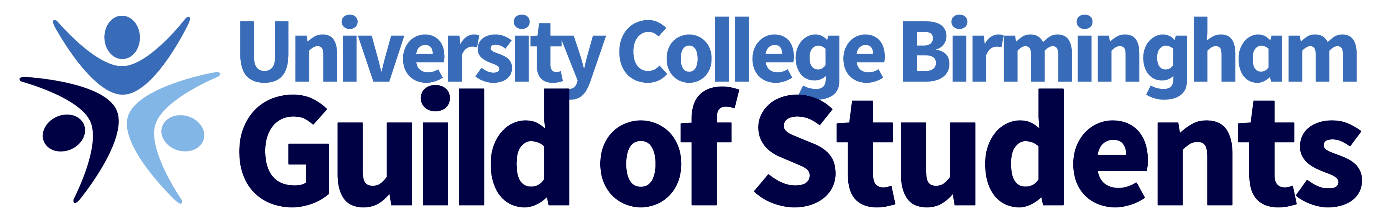 University College Birmingham
Guild of Students